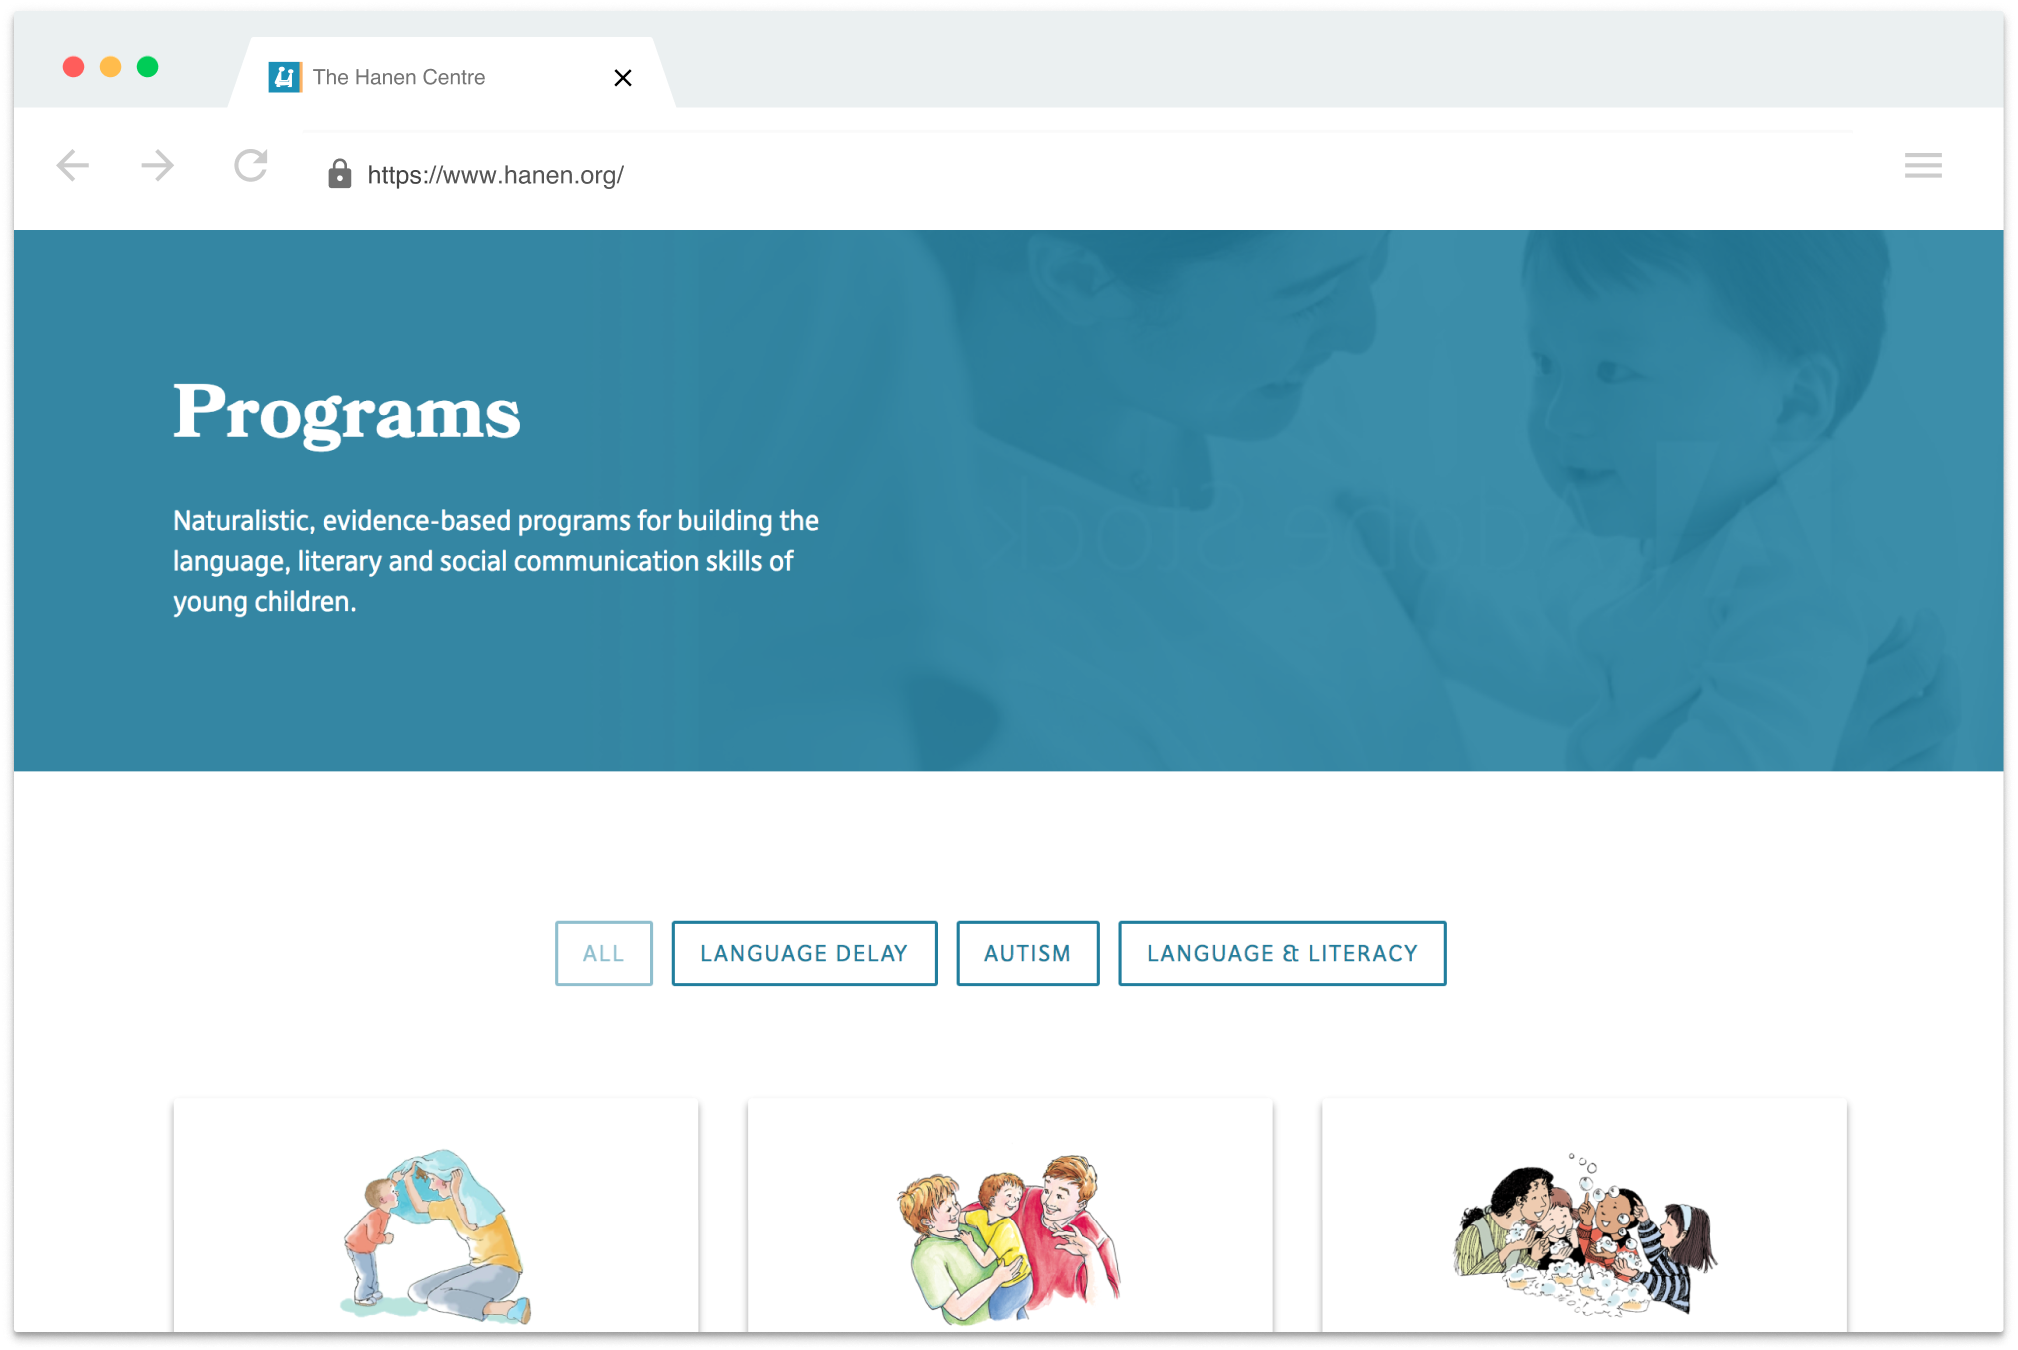 The Hanen Centre
https://www.hanen.org/
Programs
Naturalistic, evidence-based programs for building the
language, literary and social communication skills of
young children.
ALL
LANGUAGE DELAY
AUTISM
LANGUAGE & LITERACY